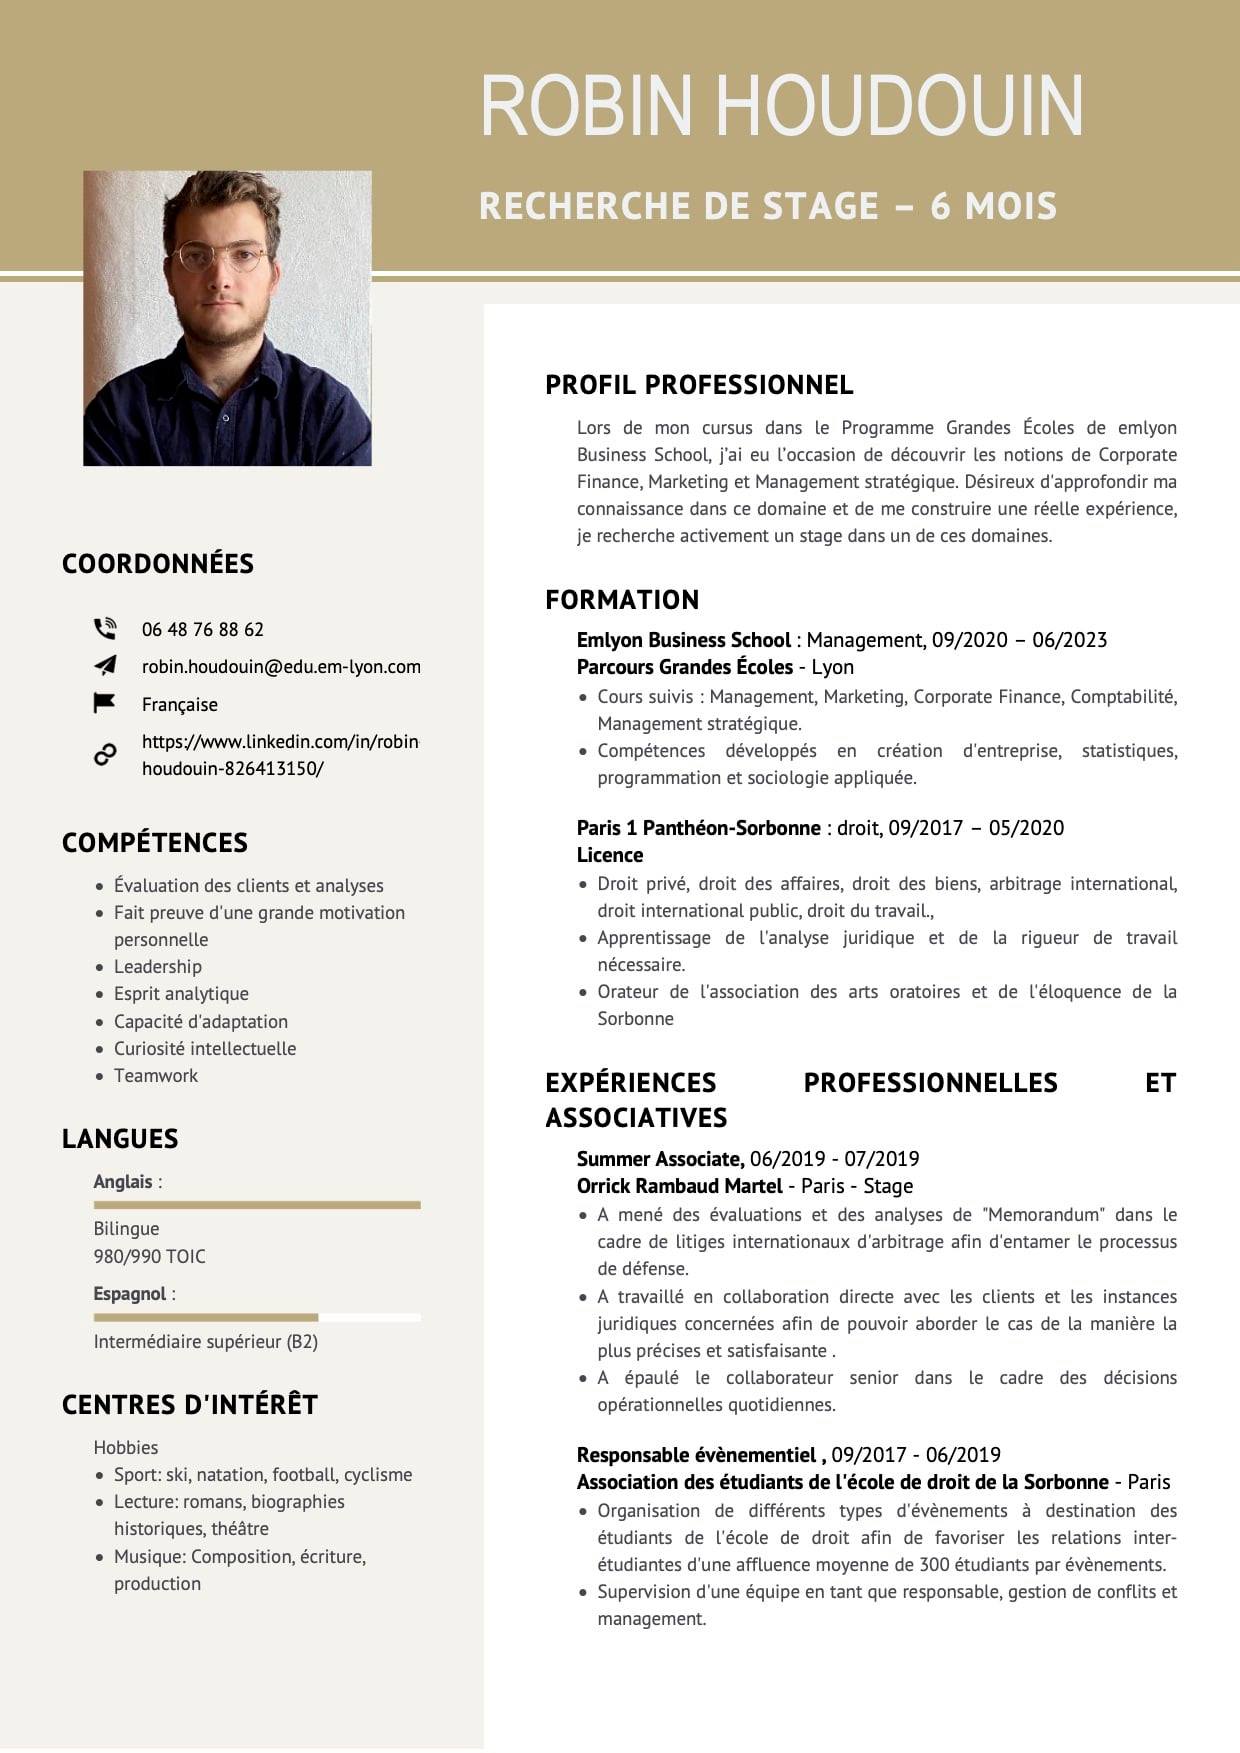 ROBIN HOUDOUIN
RECHERCHE DE STAGE – 6 MOIS
COORDONNÉES
06 48 76 88 62
robin.houdouin@edu.em-lyon.com
Française
https://www.linkedin.com/in/robin-
houdouin-826413150/
COMPÉTENCES
• Évaluation des clients et analyses
• Fait preuve d'une grande motivation
personnelle
• Leadership
• Esprit analytique
• Capacité d'adaptation
• Curiosité intellectuelle
• Teamwork
LANGUES
Anglais :
Bilingue
980/990 TOIC
Espagnol :
Intermédiaire supérieur (B2)
CENTRES D'INTÉRÊT
Hobbies
• Sport: ski, natation, football, cyclisme
• Lecture: romans, biographies
historiques, théâtre
• Musique: Composition, écriture,
production
PROFIL PROFESSIONNEL
Lors de mon cursus dans le Programme Grandes Écoles de emlyon
Business School, j'ai eu l'occasion de découvrir les notions de Corporate
Finance, Marketing et Management stratégique. Désireux d'approfondir ma
connaissance dans ce domaine et de me construire une réelle expérience,
je recherche activement un stage dans un de ces domaines.
FORMATION
Emlyon Business School : Management, 09/2020 – 06/2023
Parcours Grandes Écoles - Lyon
• Cours suivis : Management, Marketing, Corporate Finance, Comptabilité,
Management stratégique.
• Compétences développés en création d'entreprise, statistiques,
programmation et sociologie appliquée.
Paris 1 Panthéon-Sorbonne : droit, 09/2017 – 05/2020
Licence
• Droit privé, droit des affaires, droit des biens, arbitrage international,
droit international public, droit du travail.,
• Apprentissage de l'analyse juridique et de la rigueur de travail
nécessaire.
• Orateur de l'association des arts oratoires et de l'éloquence de la
Sorbonne
EXPÉRIENCES PROFESSIONNELLES ET
ASSOCIATIVES
Summer Associate, 06/2019 - 07/2019
Orrick Rambaud Martel - Paris - Stage
• A mené des évaluations et des analyses de "Memorandum" dans le
cadre de litiges internationaux d'arbitrage afin d'entamer le processus
de défense.
• A travaillé en collaboration directe avec les clients et les instances
juridiques concernées afin de pouvoir aborder le cas de la manière la
plus précises et satisfaisante .
• A épaulé le collaborateur senior dans le cadre des décisions
opérationnelles quotidiennes.
Responsable évènementiel , 09/2017 - 06/2019
Association des étudiants de l'école de droit de la Sorbonne - Paris
• Organisation de différents types d'évènements à destination des
étudiants de l'école de droit afin de favoriser les relations inter-
étudiantes d'une affluence moyenne de 300 étudiants par évènements.
• Supervision d'une équipe en tant que responsable, gestion de conflits et
management.